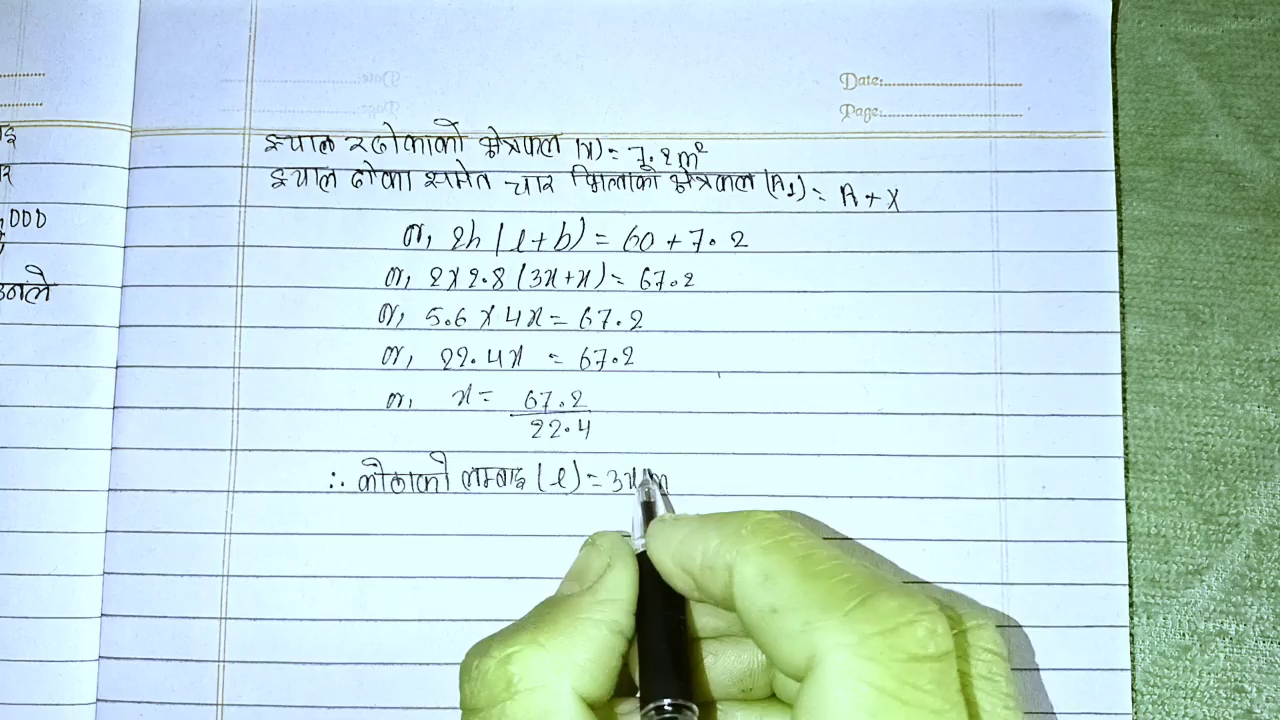 Date:
Page:
,000
उनले
झ्याल र ढोकाको क्षेत्रफल (x) = 7.2m²
झ्याल ढोका समेत चार भित्ताको क्षेत्रफल (A1) = A + X
or, 2h (l+b) = 60 + 7.2
or, 2 x 2.8 (3x+x) = 67.2
or, 5.6 x 4x = 67.2
or, 22.4x = 67.2
or, x = 67.2
22.4
∴ कोठाको लम्बाइ (l) = 3x m